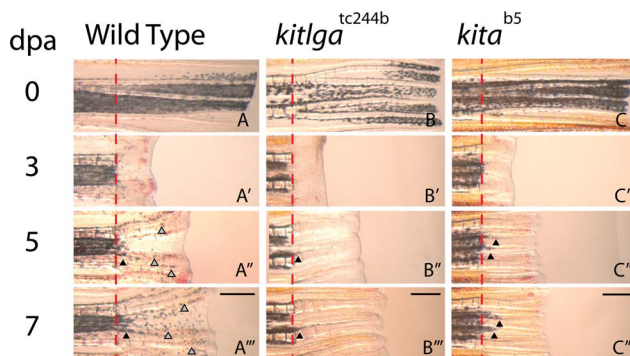 dpa Wild Type kitlga tc244b kita b5
0 A B C
3 A' B' C'
5 A" B" C"
7 A"' B"' C"